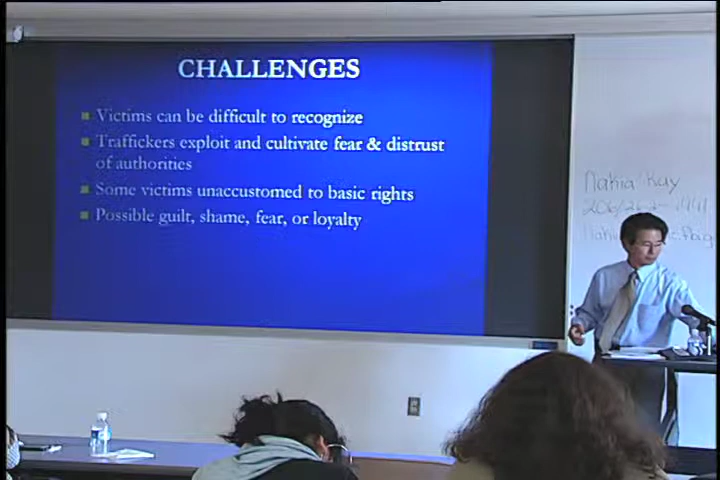 CHALLENGES
Victims can be difficult to recognize
Traffickers exploit and cultivate fear & distrust
of authorities
Some victims unaccustomed to basic rights
Possible guilt, shame, fear, or loyalty
Nakia Kay